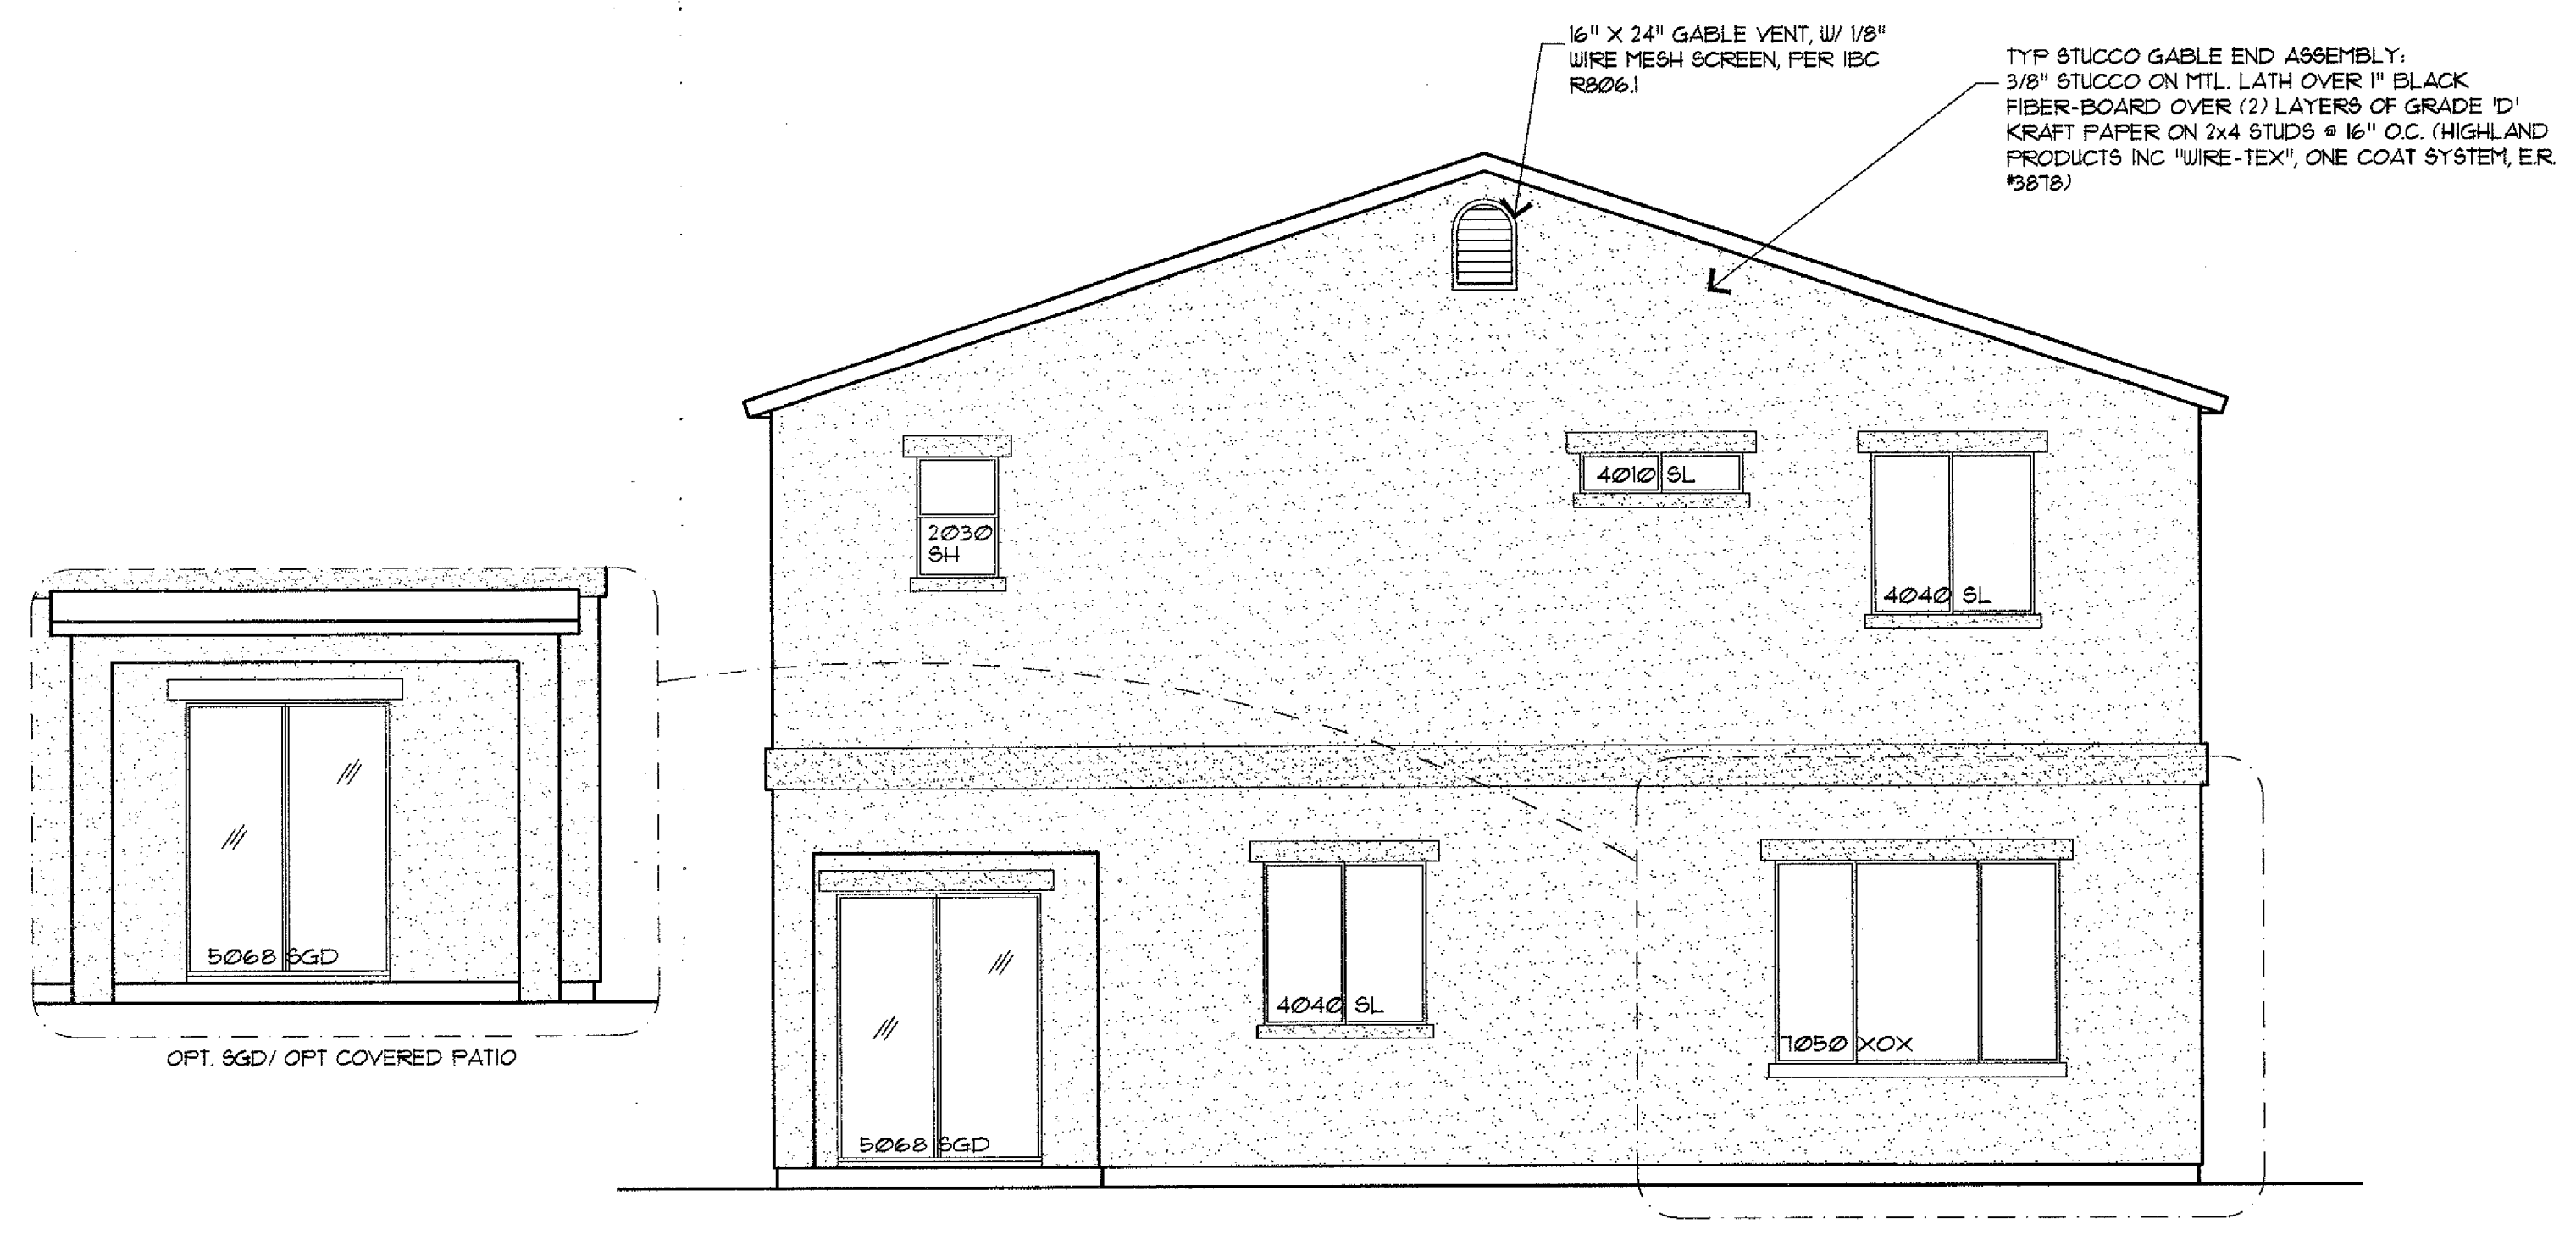 16" X 24" GABLE VENT, W/ 1/8"
WIRE MESH SCREEN, PER IBC
R806.1
TYP STUCCO GABLE END ASSEMBLY:
3/8" STUCCO ON MTL. LATH OVER 1" BLACK
FIBER-BOARD OVER (2) LAYERS OF GRADE 'D'
KRAFT PAPER ON 2x4 STUDS @ 16" O.C. (HIGHLAND
PRODUCTS INC "WIRE-TEX", ONE COAT SYSTEM, E.R.
#3878)
4010 SL
2030
SH
4040 SL
5068 SGD
OPT. SGD/ OPT COVERED PATIO
4040 SL
7050 XOX
5068 SGD